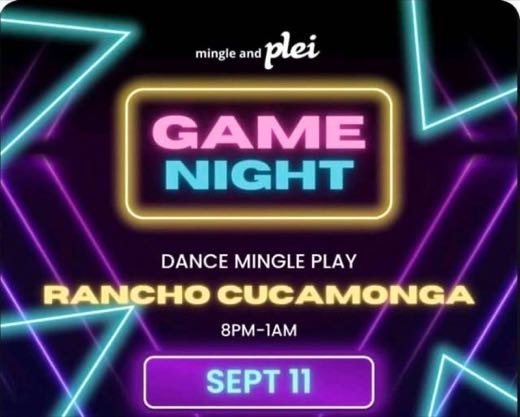 mingle and plei
GAME
NIGHT
DANCE MINGLE PLAY
RANCHO CUCAMONGA
8PM-1AM
SEPT 11